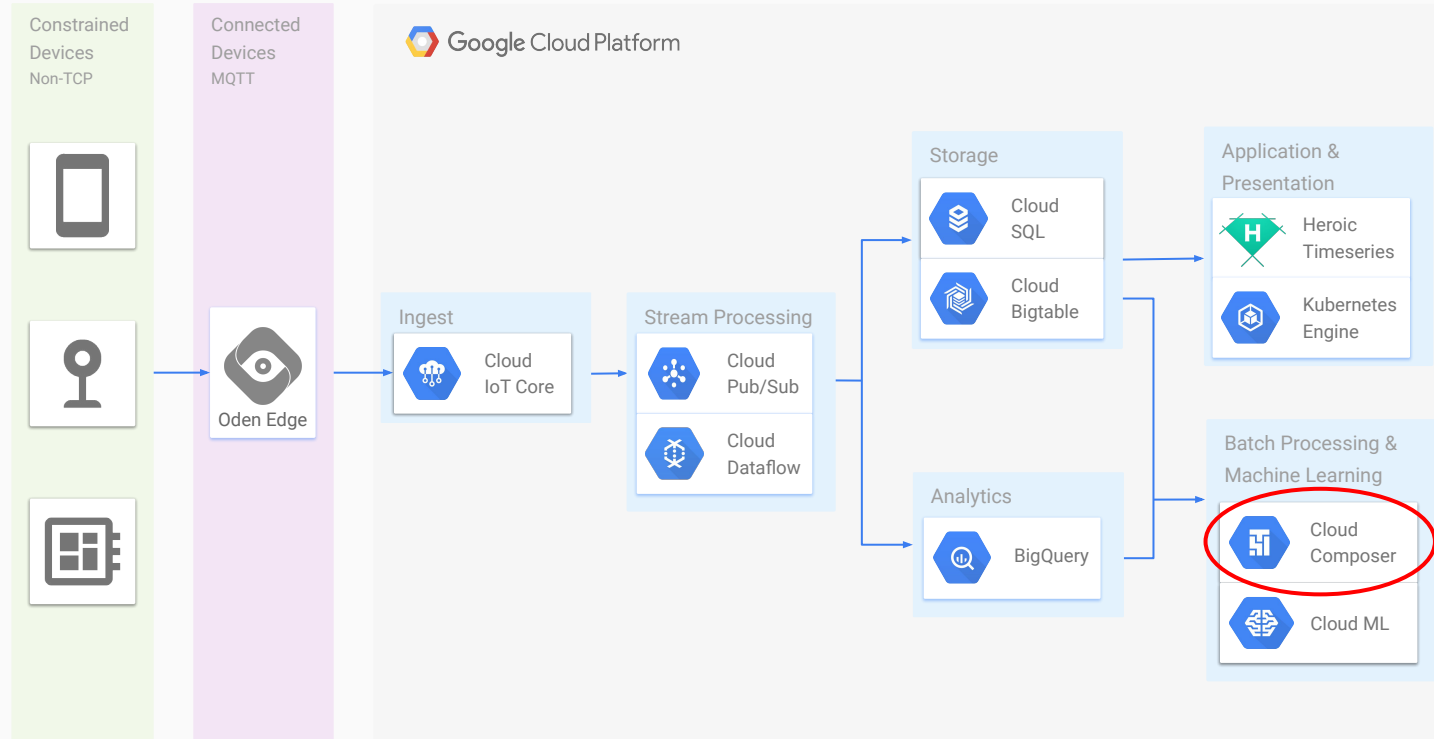 Constrained
Devices
Non-TCP
Connected
Devices
MQTT
Google Cloud Platform
Oden Edge
Ingest
Cloud
IoT Core
Stream Processing
Cloud
Pub/Sub
Cloud
Dataflow
Storage
Cloud
SQL
Cloud
Bigtable
Analytics
BigQuery
Application &
Presentation
H
Heroic
Timeseries
Kubernetes
Engine
Batch Processing &
Machine Learning
Cloud
Composer
Cloud ML